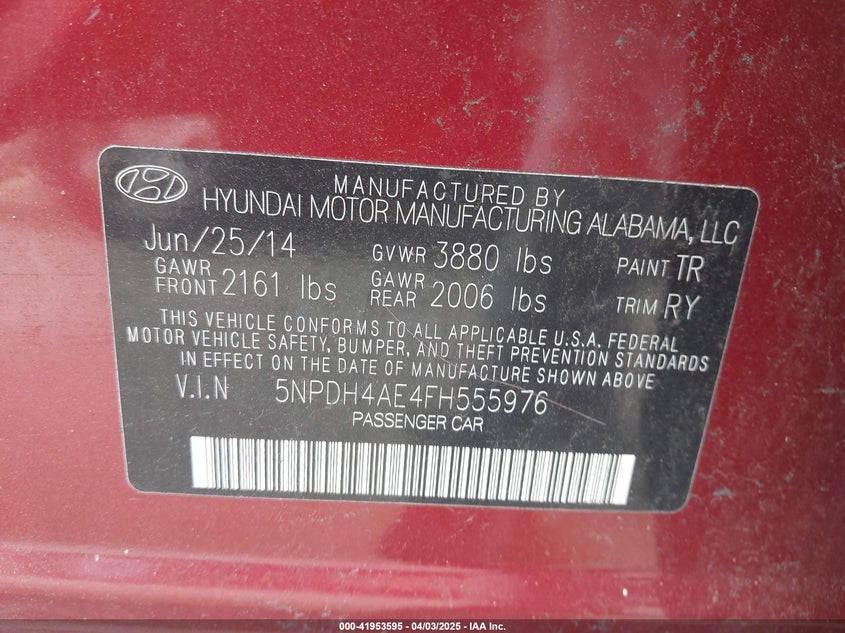 MANUFACTURED BY
HYUNDAI MOTOR MANUFACTURING ALABAMA, LLC
Jun/25/14 GVWR 3880 lbs PAINT TR
GAWR FRONT 2161 lbs GAWR REAR 2006 lbs TRIM RY
THIS VEHICLE CONFORMS TO ALL APPLICABLE U.S.A. FEDERAL
MOTOR VEHICLE SAFETY, BUMPER, AND THEFT PREVENTION STANDARDS
IN EFFECT ON THE DATE OF MANUFACTURE SHOWN ABOVE
V.I.N 5NPDH4AE4FH555976
PASSENGER CAR
000-41953595 - 04/03/2025 - IAA Inc.